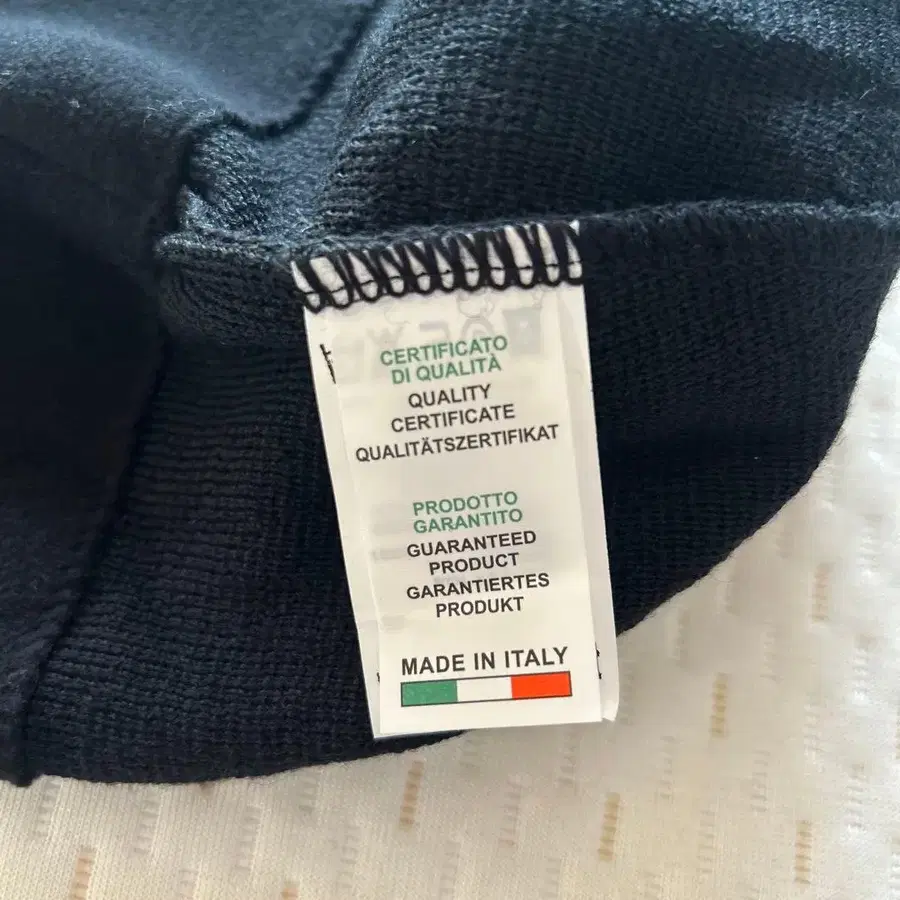 CERTIFICATO
DI QUALITÀ
QUALITY
CERTIFICATE
QUALITÄTSZERTIFIKAT
PRODOTTO
GARANTITO
GUARANTEED
PRODUCT
GARANTIERTES
PRODUKT
MADE IN ITALY